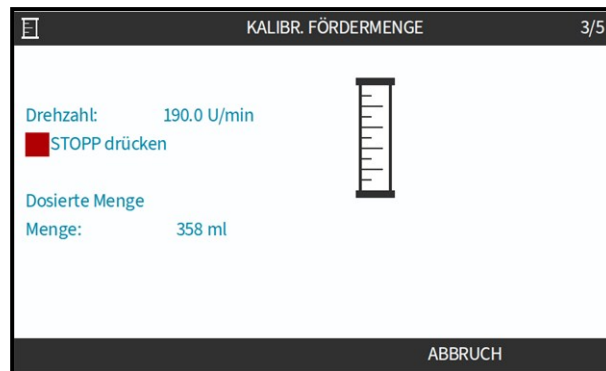 KALIBR. FÖRDERMENGE 3/5
Drehzahl: 190.0 U/min
STOPP drücken
Dosierte Menge
Menge: 358 ml
ABBRUCH